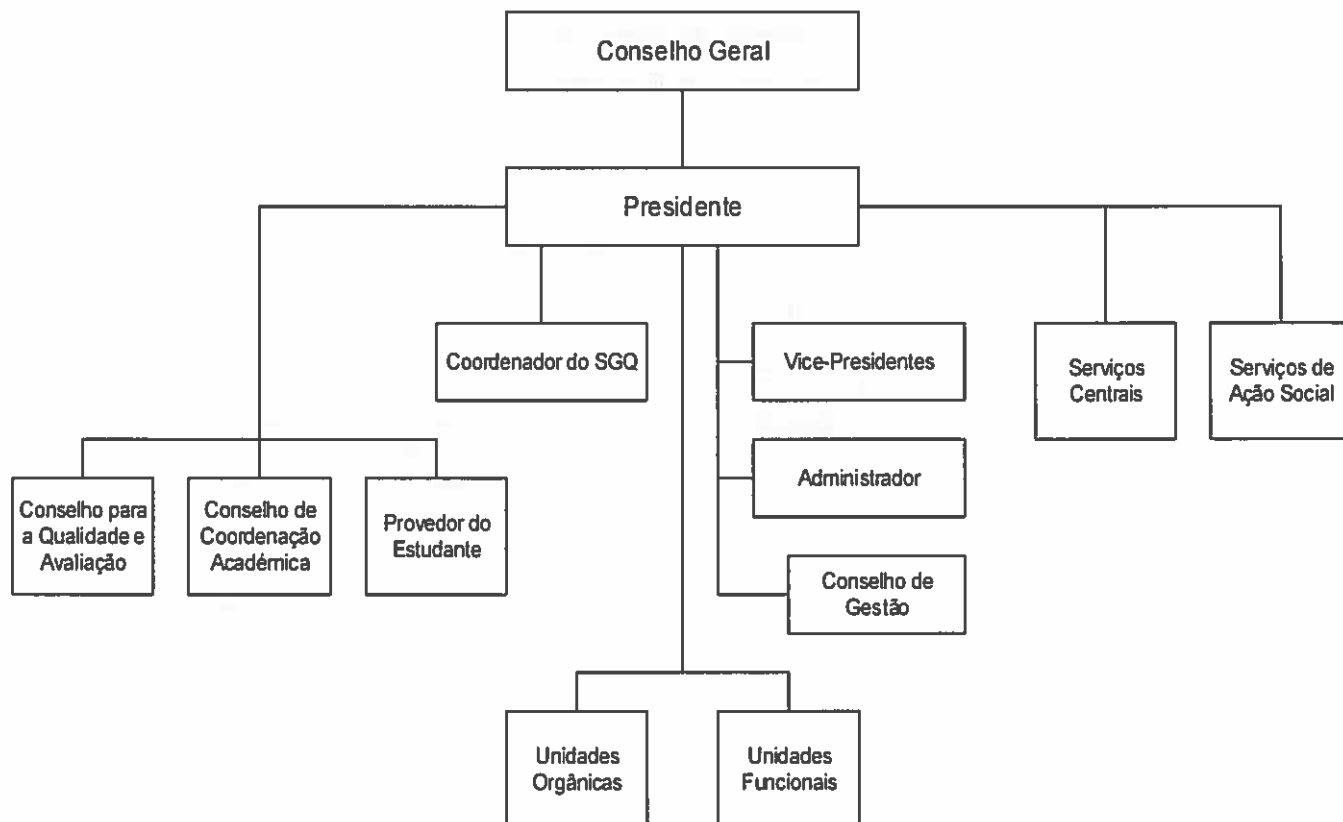 Conselho Geral
Presidente
Coordenador do SGQ
Vice-Presidentes
Serviços
Centrais
Serviços de
Ação Social
Administrador
Conselho para
a Qualidade e
Avaliação
Conselho de
Coordenação
Académica
Provedor do
Estudante
Conselho de
Gestão
Unidades
Orgânicas
Unidades
Funcionais